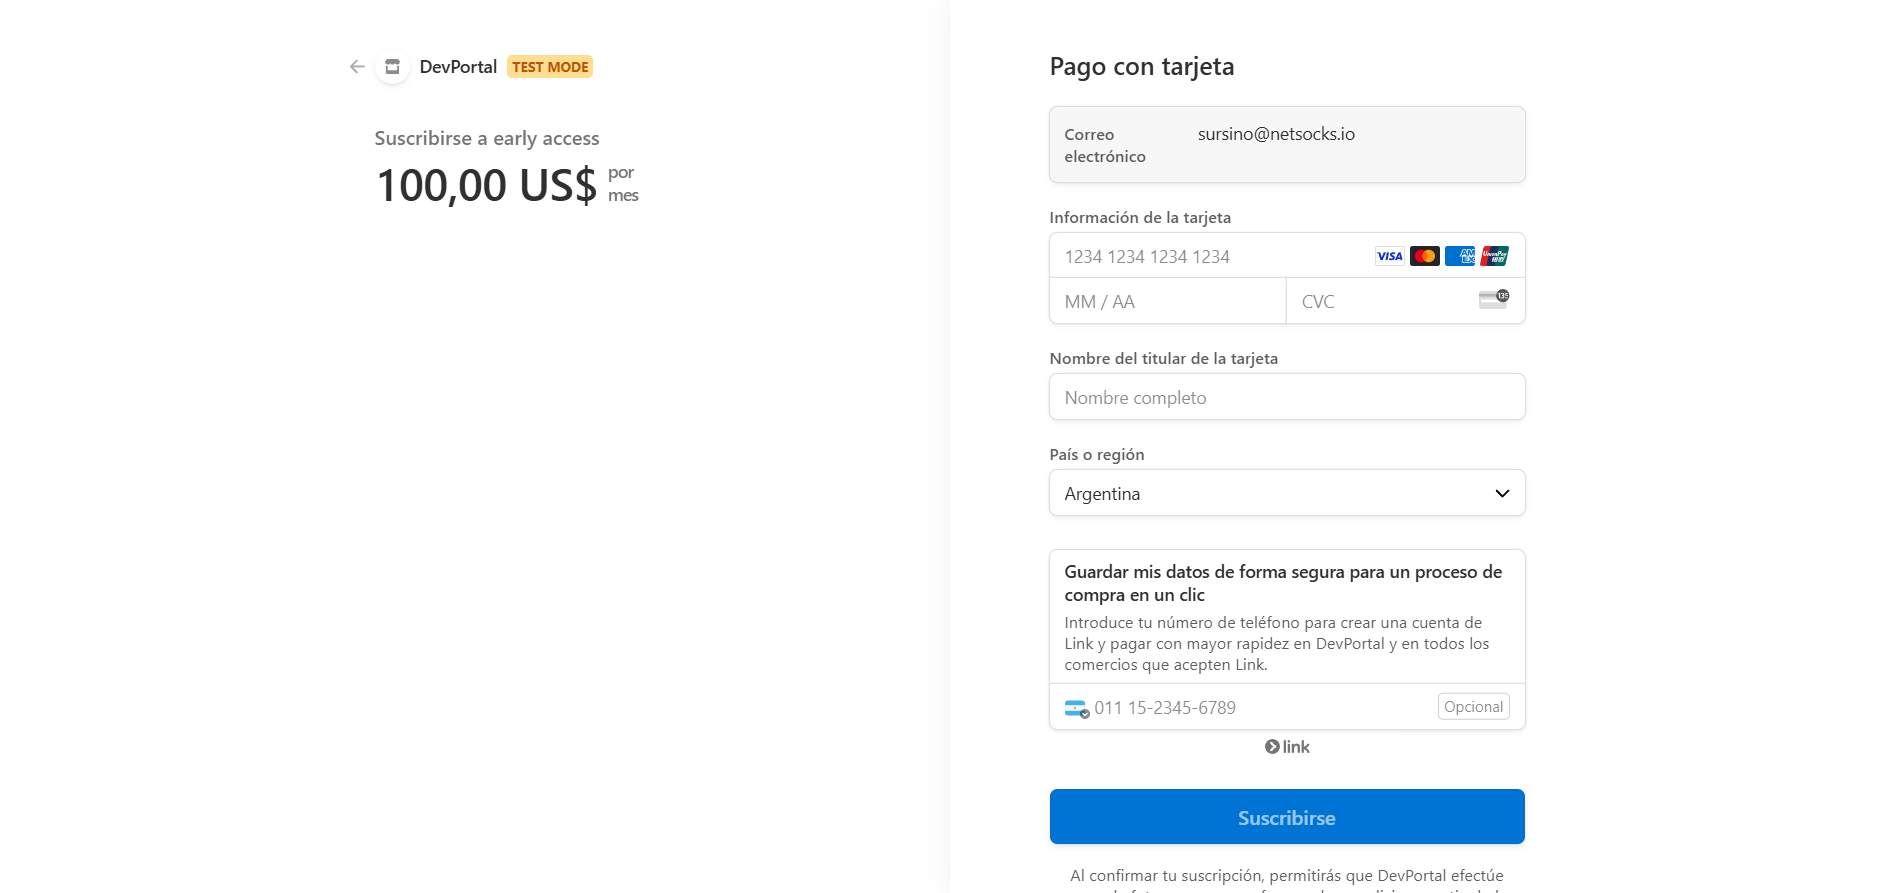 DevPortal TEST MODE
Suscribirse a early access
100,00 US$ por
mes
Pago con tarjeta
Correo
electrónico
sursino@netsocks.io
Información de la tarjeta
1234 1234 1234 1234 VISA AMEX UnionPay
MM / AA CVC 135
Nombre del titular de la tarjeta
Nombre completo
País o región
Argentina
Guardar mis datos de forma segura para un proceso de
compra en un clic
Introduce tu número de teléfono para crear una cuenta de
Link y pagar con mayor rapidez en DevPortal y en todos los
comercios que acepten Link.
011 15-2345-6789 Opcional
link
Suscribirse
Al confirmar tu suscripción, permitirás que DevPortal efectúe